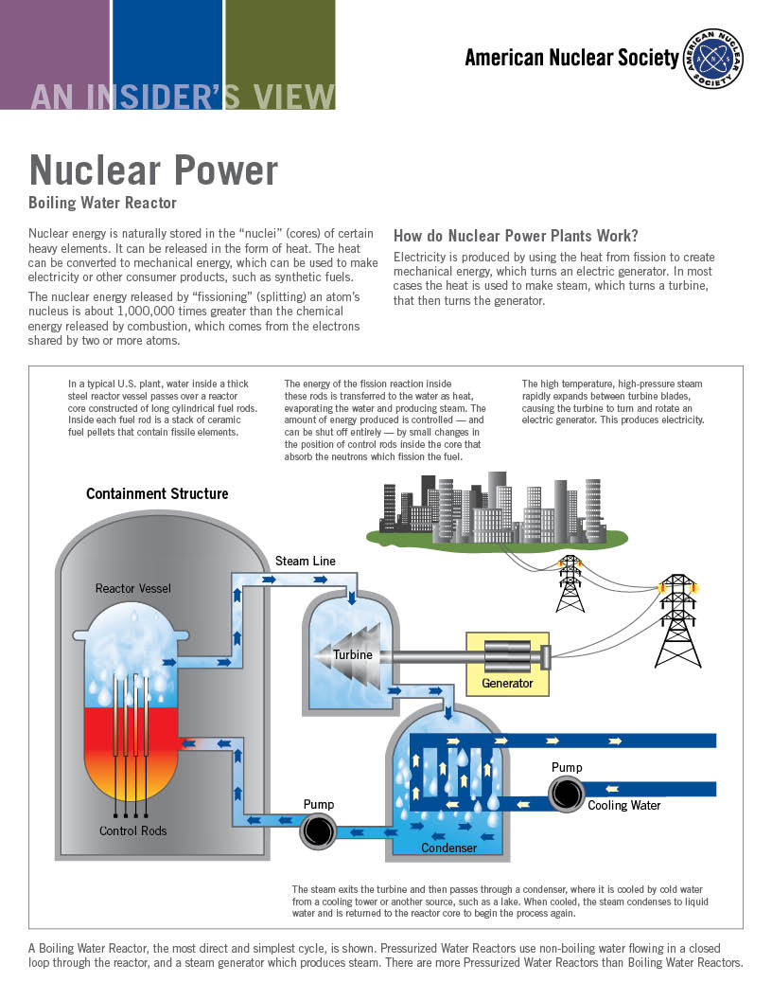 American Nuclear Society
AMERICAN NUCLEAR SOCIETY
A N S
AN INSIDER'S VIEW
Nuclear Power
Boiling Water Reactor
Nuclear energy is naturally stored in the “nuclei” (cores) of certain
heavy elements. It can be released in the form of heat. The heat
can be converted to mechanical energy, which can be used to make
electricity or other consumer products, such as synthetic fuels.
The nuclear energy released by “fissioning” (splitting) an atom’s
nucleus is about 1,000,000 times greater than the chemical
energy released by combustion, which comes from the electrons
shared by two or more atoms.
How do Nuclear Power Plants Work?
Electricity is produced by using the heat from fission to create
mechanical energy, which turns an electric generator. In most
cases the heat is used to make steam, which turns a turbine,
that then turns the generator.
In a typical U.S. plant, water inside a thick
steel reactor vessel passes over a reactor
core constructed of long cylindrical fuel rods.
Inside each fuel rod is a stack of ceramic
fuel pellets that contain fissile elements.
The energy of the fission reaction inside
these rods is transferred to the water as heat,
evaporating the water and producing steam. The
amount of energy produced is controlled — and
can be shut off entirely — by small changes in
the position of control rods inside the core that
absorb the neutrons which fission the fuel.
The high temperature, high-pressure steam
rapidly expands between turbine blades,
causing the turbine to turn and rotate an
electric generator. This produces electricity.
Containment Structure
Steam Line
Reactor Vessel
Turbine
Generator
Pump
Cooling Water
Pump
Control Rods
Condenser
The steam exits the turbine and then passes through a condenser, where it is cooled by cold water
from a cooling tower or another source, such as a lake. When cooled, the steam condenses to liquid
water and is returned to the reactor core to begin the process again.
A Boiling Water Reactor, the most direct and simplest cycle, is shown. Pressurized Water Reactors use non-boiling water flowing in a closed
loop through the reactor, and a steam generator which produces steam. There are more Pressurized Water Reactors than Boiling Water Reactors.